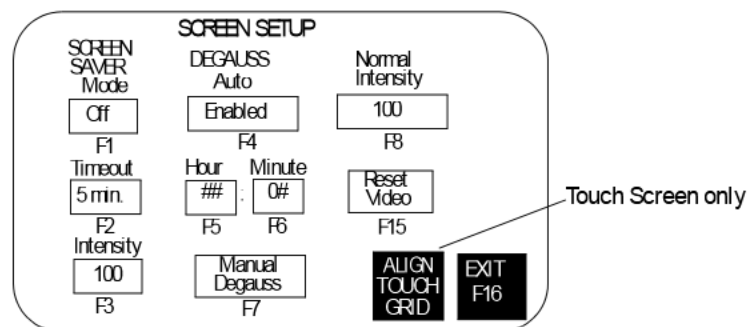 SCREEN SETUP
SCREEN
SAVER
Mode
Off
F1
Timeout
5 min.
F2
Intensity
100
F3
DEGAUSS
Auto
Enabled
F4
Hour Minute
## : 0#
F5 F6
Manual
Degauss
F7
Normal
Intensity
100
F8
Reset
Video
F15
ALIGN
TOUCH
GRID
EXIT
F16
Touch Screen only